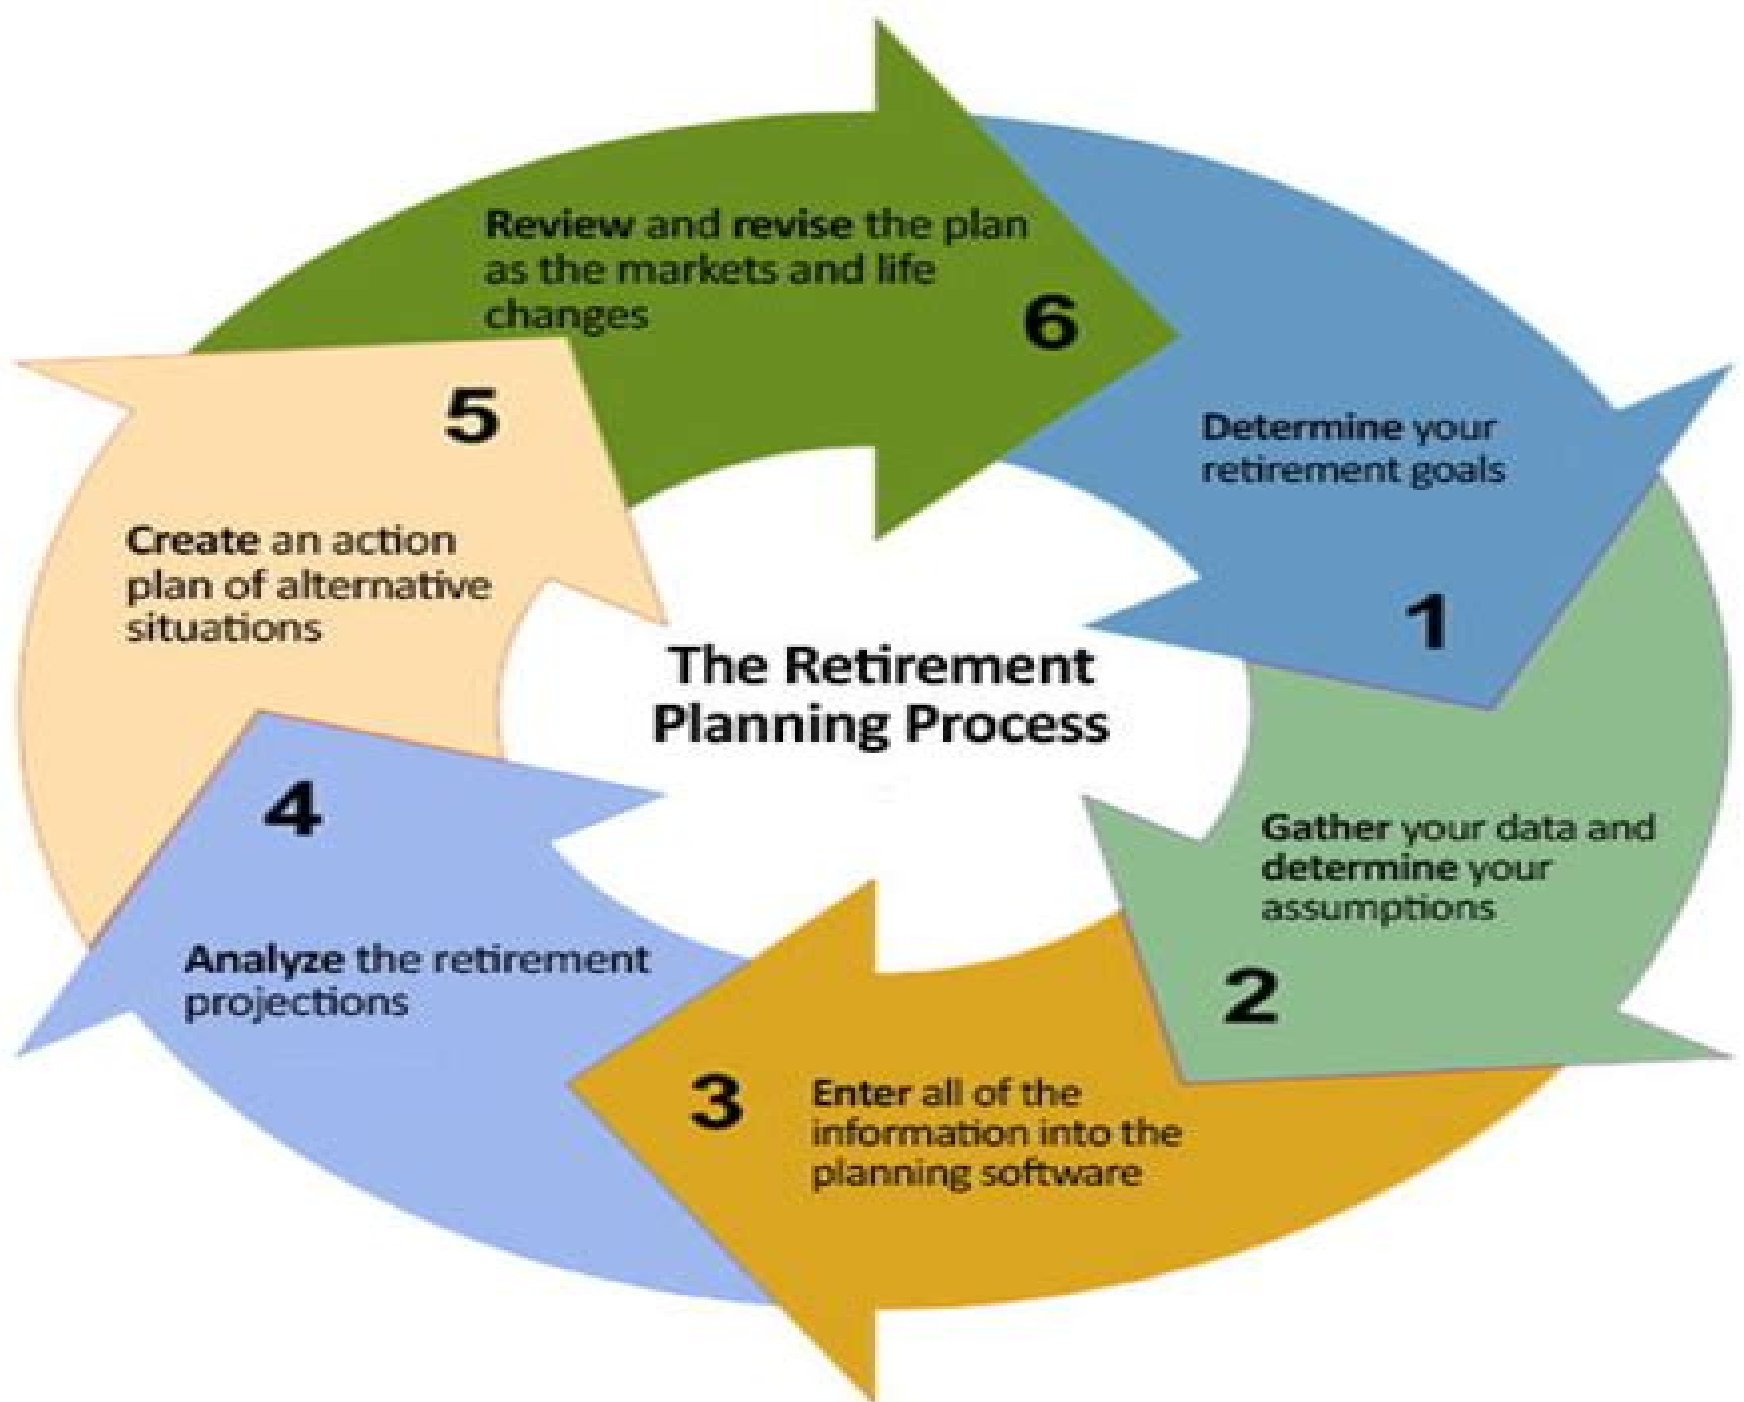 The Retirement
Planning Process
Determine your
retirement goals
1
Gather your data and
determine your
assumptions
2
3
Enter all of the
information into the
planning software
4
Analyze the retirement
projections
5
Create an action
plan of alternative
situations
Review and revise the plan
as the markets and life
changes
6